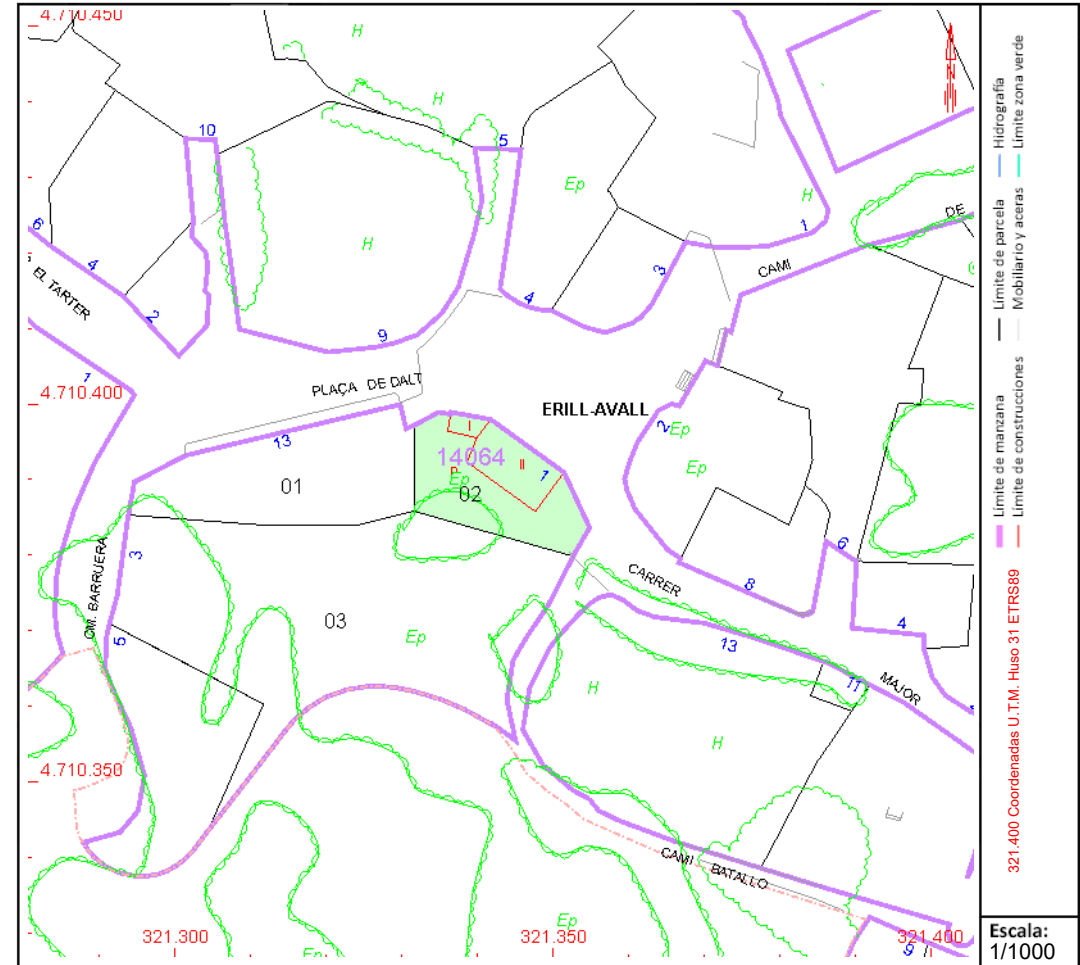 4.710.450
H
H
10
5
Ep
H
1
DE
6
H
4
3
CAMI
EL TARTER
4
2
9
1
PLAÇA DE DALT
4.710.400
ERILL-AVALL
2
Ep
13
I
14064
II
1
P
Ep
Ep
01
02
6
3
CARRER
8
CM. BARRUERA
03
4
Ep
5
13
H
11
MAJOR
H
4.710.350
CAMI BATALLO
Ep
321.300
321.350
321.400
Ep
9
Límite de manzana
Límite de parcela
Hidrografía
Límite de construcciones
Mobiliario y aceras
Límite zona verde
321.400 Coordenadas U.T.M. Huso 31 ETRS89
Escala:
1/1000